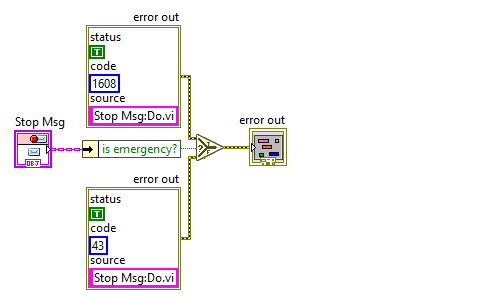 error out
status
T
code
1608
source
Stop Msg:Do.vi
Stop Msg
OBJ
is emergency?
?
T
F
error out
error out
status
T
code
43
source
Stop Msg:Do.vi